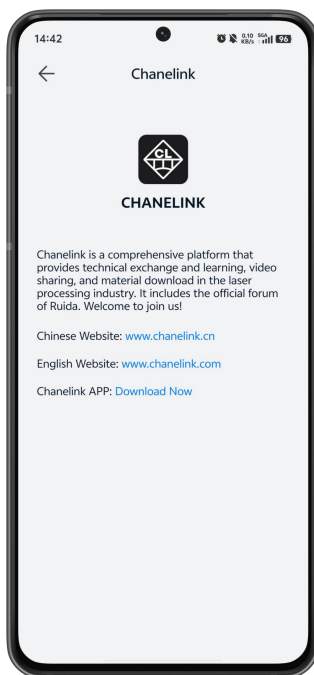 14:42
0.10 KB/s 5GA 96
Chanelink
CL
CHANELINK
Chanelink is a comprehensive platform that
provides technical exchange and learning, video
sharing, and material download in the laser
processing industry. It includes the official forum
of Ruida. Welcome to join us!
Chinese Website: www.chanelink.cn
English Website: www.chanelink.com
Chanelink APP: Download Now